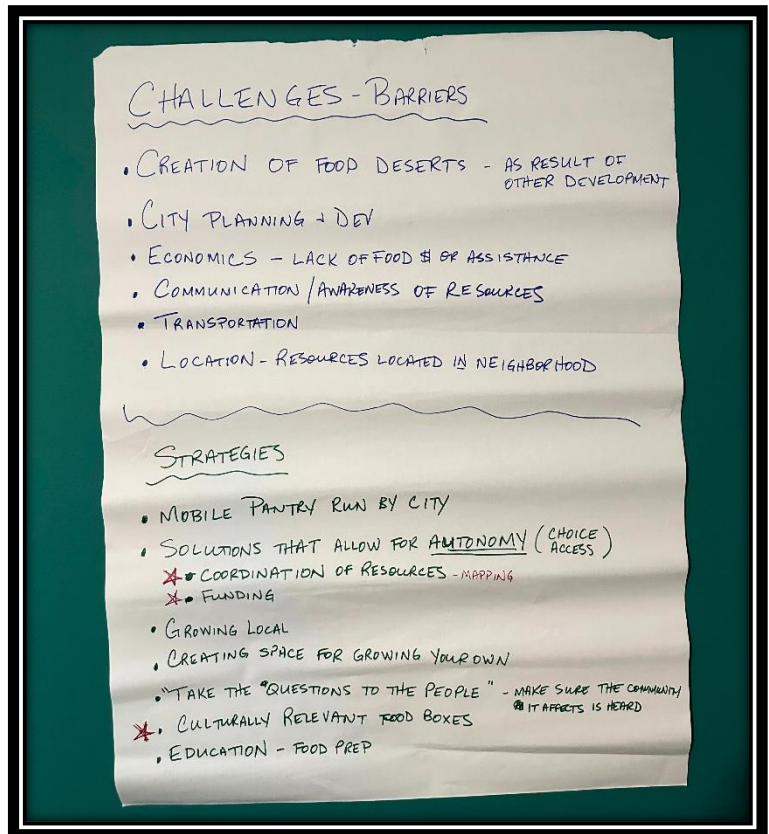 CHALLENGES - BARRIERS
• CREATION OF FOOD DESERTS - AS RESULT OF
OTHER DEVELOPMENT
• CITY PLANNING + DEV
• ECONOMICS - LACK OF FOOD $ OR ASSISTANCE
• COMMUNICATION / AWARENESS OF RESOURCES
• TRANSPORTATION
• LOCATION - RESOURCES LOCATED IN NEIGHBORHOOD
STRATEGIES
• MOBILE PANTRY RUN BY CITY
• SOLUTIONS THAT ALLOW FOR AUTONOMY (CHOICE
ACCESS)
• COORDINATION OF RESOURCES - MAPPING
• FUNDING
• GROWING LOCAL
• CREATING SPACE FOR GROWING YOUR OWN
• "TAKE THE "QUESTIONS TO THE PEOPLE" - MAKE SURE THE COMMUNITY
IT AFFECTS IS HEARD
• CULTURALLY RELEVANT FOOD BOXES
• EDUCATION - FOOD PREP